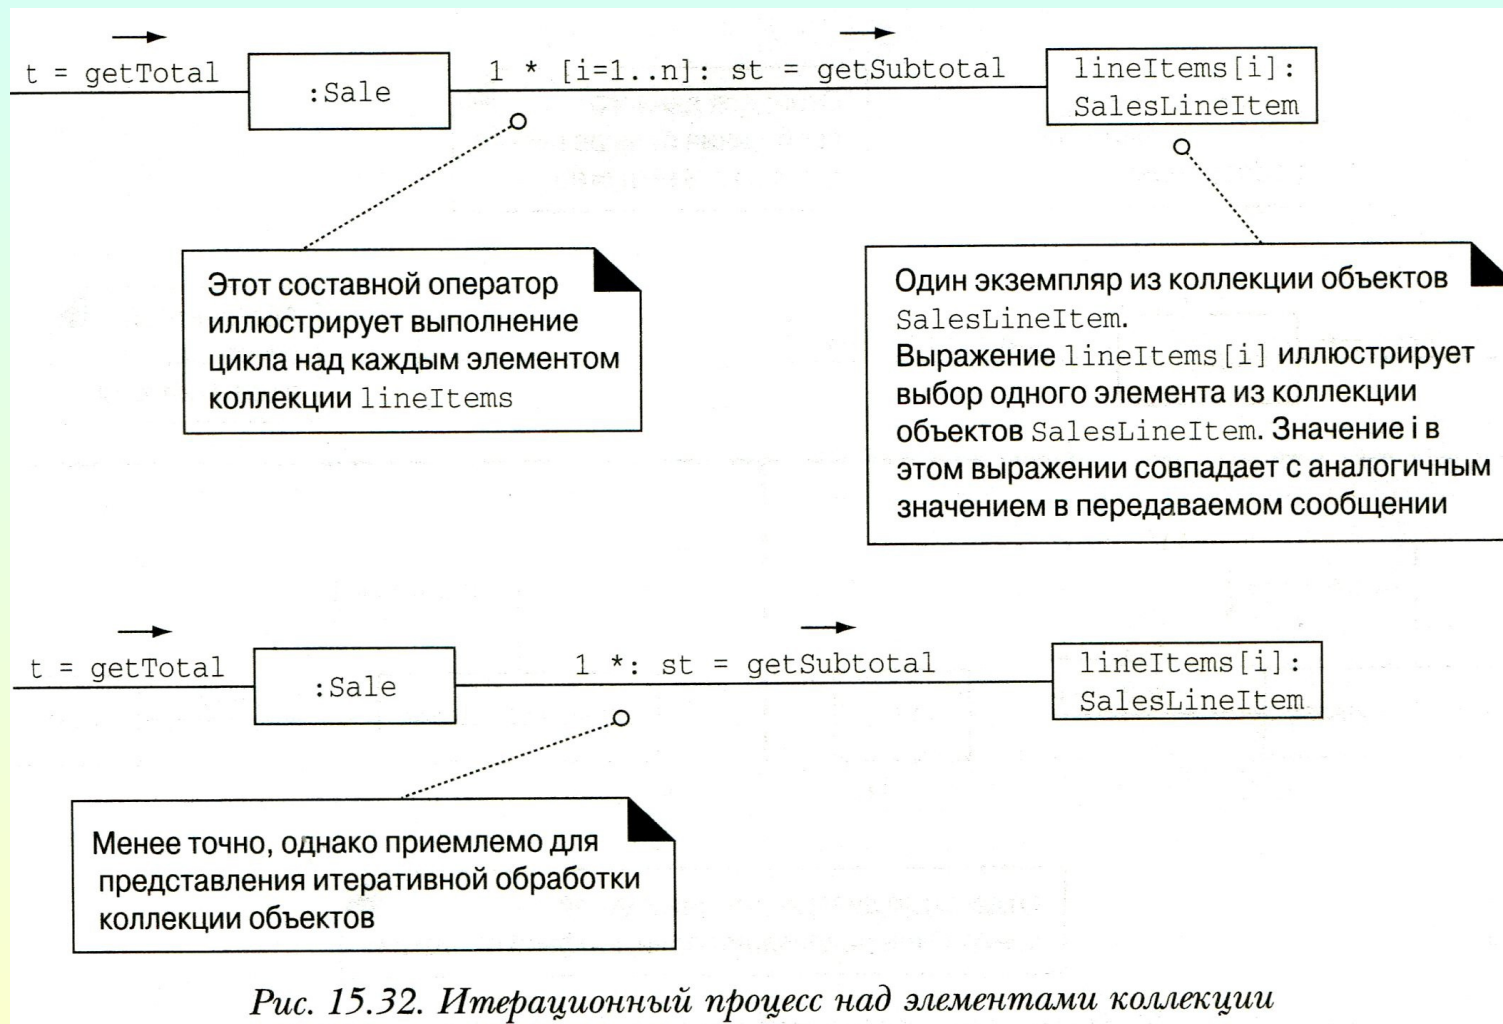 t = getTotal
:Sale
1 * [i=1..n]: st = getSubtotal
lineItems[i]:
SalesLineItem
Этот составной оператор
иллюстрирует выполнение
цикла над каждым элементом
коллекции lineItems
Один экземпляр из коллекции объектов
SalesLineItem.
Выражение lineItems[i] иллюстрирует
выбор одного элемента из коллекции
объектов SalesLineItem. Значение i в
этом выражении совпадает с аналогичным
значением в передаваемом сообщении
t = getTotal
:Sale
1 *: st = getSubtotal
lineItems[i]:
SalesLineItem
Менее точно, однако приемлемо для
представления итеративной обработки
коллекции объектов
Рис. 15.32. Итерационный процесс над элементами коллекции